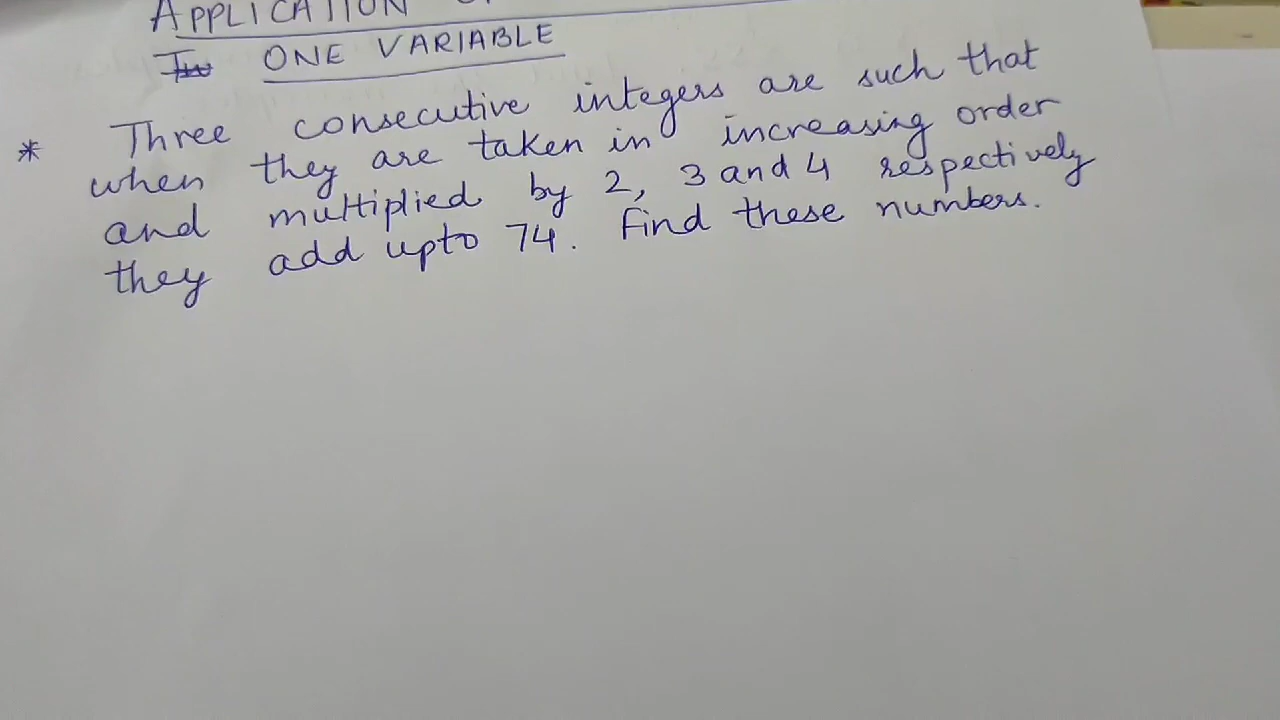 APPLICATION
ONE VARIABLE
* Three consecutive integers are such that
when they are taken in increasing order
and multiplied by 2, 3 and 4 respectively
they add upto 74. Find these numbers.